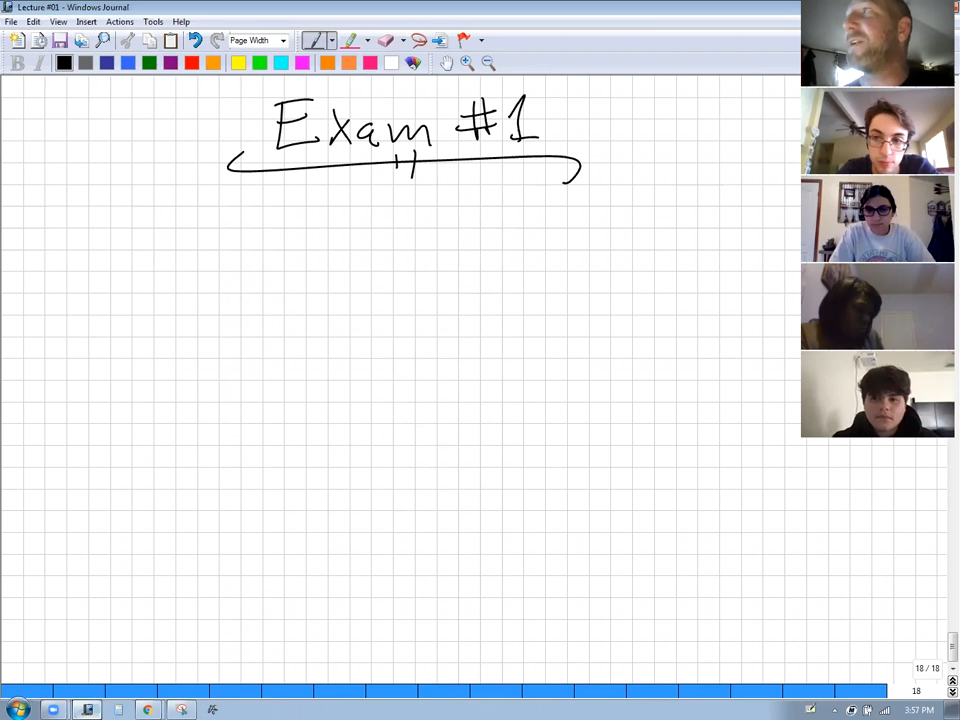 Lecture #01 - Windows Journal
File Edit View Insert Actions Tools Help
Page Width
B I
Exam #1
18 / 18
18
3:57 PM